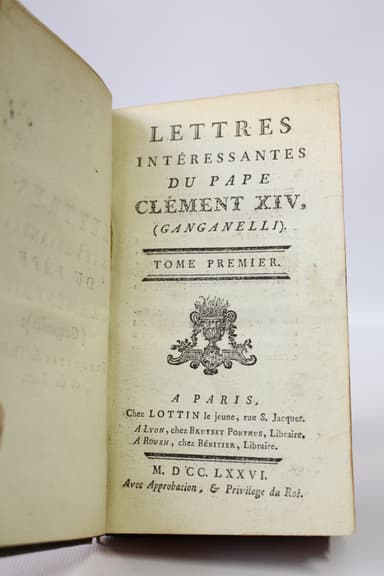 LETTRES
INTÉRESSANTES
DU PAPE
CLÉMENT XIV,
(GANGANELLI).
TOME PREMIER.
A PARIS,
Chez LOTTIN le jeune, rue S. Jacques.
A LYON, chez BRUYSET PONTHUS, Libraire.
A ROUEN, chez BÉNITIER, Libraire.
M. DCC. LXXVI.
Avec Approbation, & Privilege du Roi.